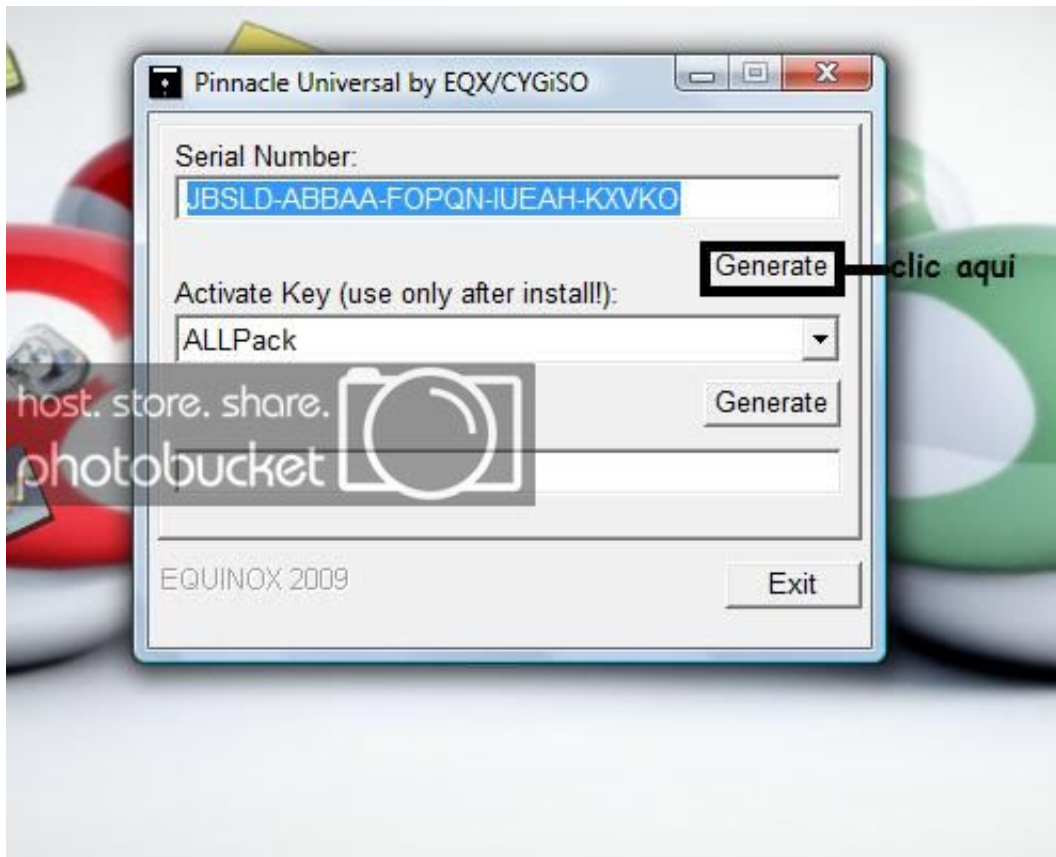 Pinnacle Universal by EQX/CYGiSO
Serial Number:
JBSLD-ABBAA-FOPQN-IUEAH-KXVKO
Generate
clic aqui
Activate Key (use only after install!):
ALLPack
host. store. share.
Generate
photobucket
EQUINOX 2009
Exit